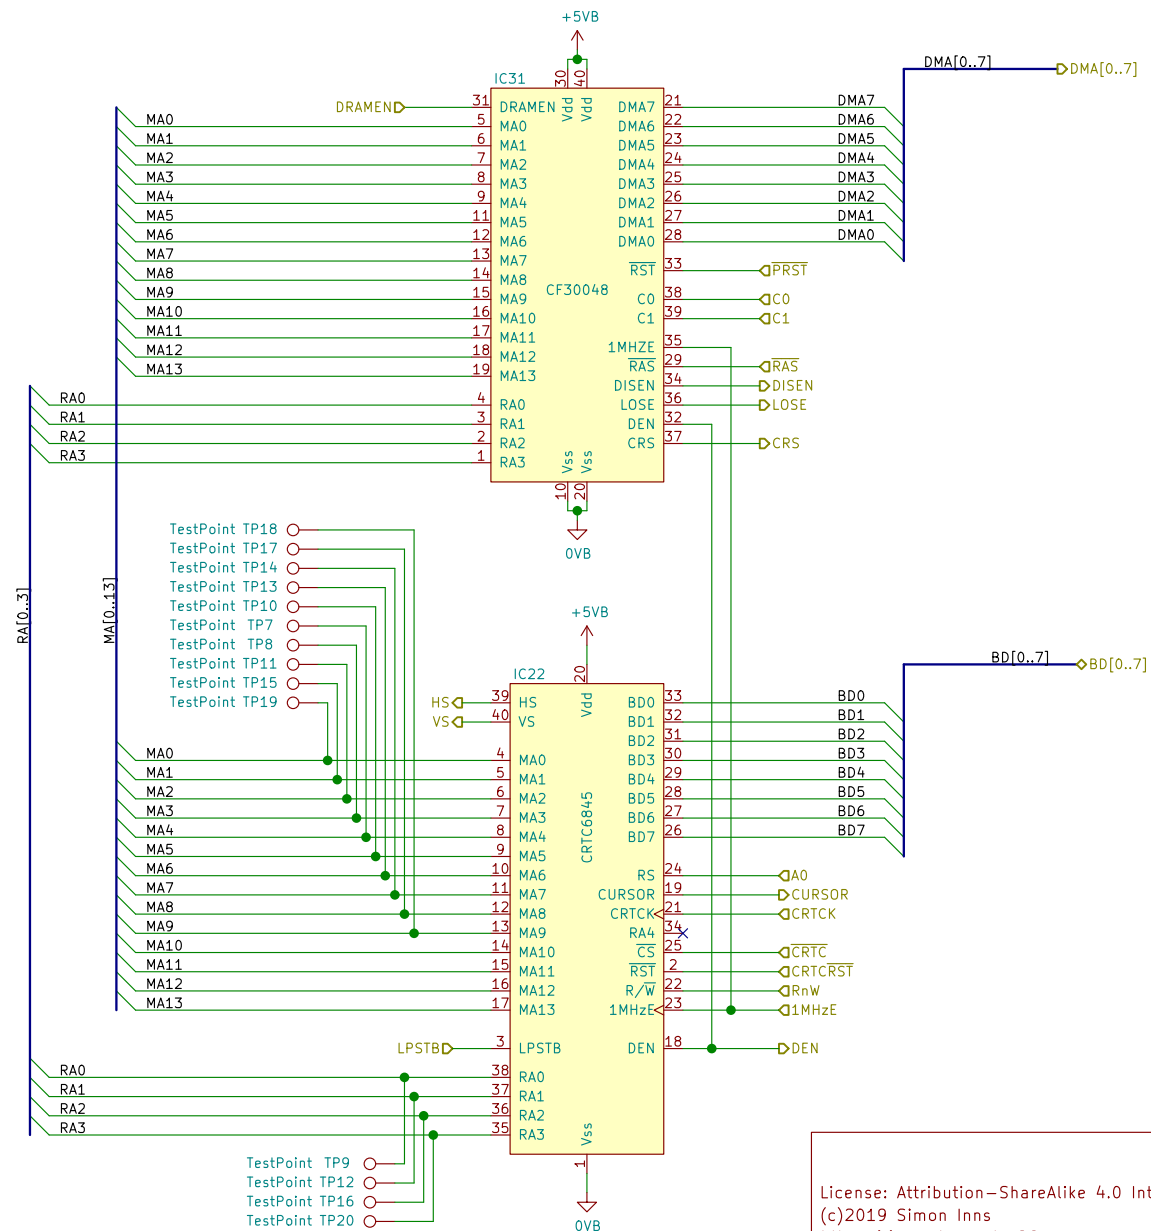 +5VB
DMA[0..7] DMA[0..7]
IC31 30 40
DRAMEN 31 DRAMEN Vdd Vdd DMA7 21 DMA7
MA0 5 MA0 DMA6 22 DMA6
MA1 6 MA1 DMA5 23 DMA5
MA2 7 MA2 DMA4 24 DMA4
MA3 8 MA3 DMA3 25 DMA3
MA4 9 MA4 DMA2 26 DMA2
MA5 11 MA5 DMA1 27 DMA1
MA6 12 MA6 DMA0 28 DMA0
MA7 13 MA7 RST 33 PRST
MA8 14 MA8
CF30048
MA9 15 MA9 C0 38 C0
MA10 16 MA10 C1 39 C1
MA11 17 MA11
1MHZE 35
MA12 18 MA12 RAS 29 RAS
MA13 19 MA13 DISEN 34 DISEN
RA0 4 RA0 LOSE 36 LOSE
RA1 3 RA1 DEN 32
RA2 2 RA2 CRS 37 CRS
RA3 1 RA3 Vss Vss
10 20
0VB
TestPoint TP18
TestPoint TP17
TestPoint TP14
TestPoint TP13
TestPoint TP10
TestPoint TP7
TestPoint TP8
TestPoint TP11
TestPoint TP15
TestPoint TP19
RA[0..3]
MA[0..13]
+5VB
BD[0..7] BD[0..7]
IC22 20
HS 39 HS Vdd BD0 33 BD0
VS 40 VS BD1 32 BD1
BD2 31 BD2
MA0 4 MA0 BD3 30 BD3
MA1 5 MA1 BD4 29 BD4
MA2 6 MA2 BD5 28 BD5
MA3 7 MA3 BD6 27 BD6
MA4 8 MA4 BD7 26 BD7
CRTC6845
MA5 9 MA5
MA6 10 MA6 RS 24 A0
MA7 11 MA7 CURSOR 19 CURSOR
MA8 12 MA8 CRTCK 21 CRTCK
MA9 13 MA9 RA4 34
MA10 14 MA10 CS 25 CRTC
MA11 15 MA11 RST 2 CRTCRST
MA12 16 MA12 R/W 22 RnW
MA13 17 MA13 1MHzE 23 1MHzE
LPSTB 3 LPSTB DEN 18 DEN
RA0 38 RA0
RA1 37 RA1
RA2 36 RA2
RA3 35 RA3 Vss
1
0VB
TestPoint TP9
TestPoint TP12
TestPoint TP16
TestPoint TP20
License: Attribution-ShareAlike 4.0 Int
(c)2019 Simon Inns